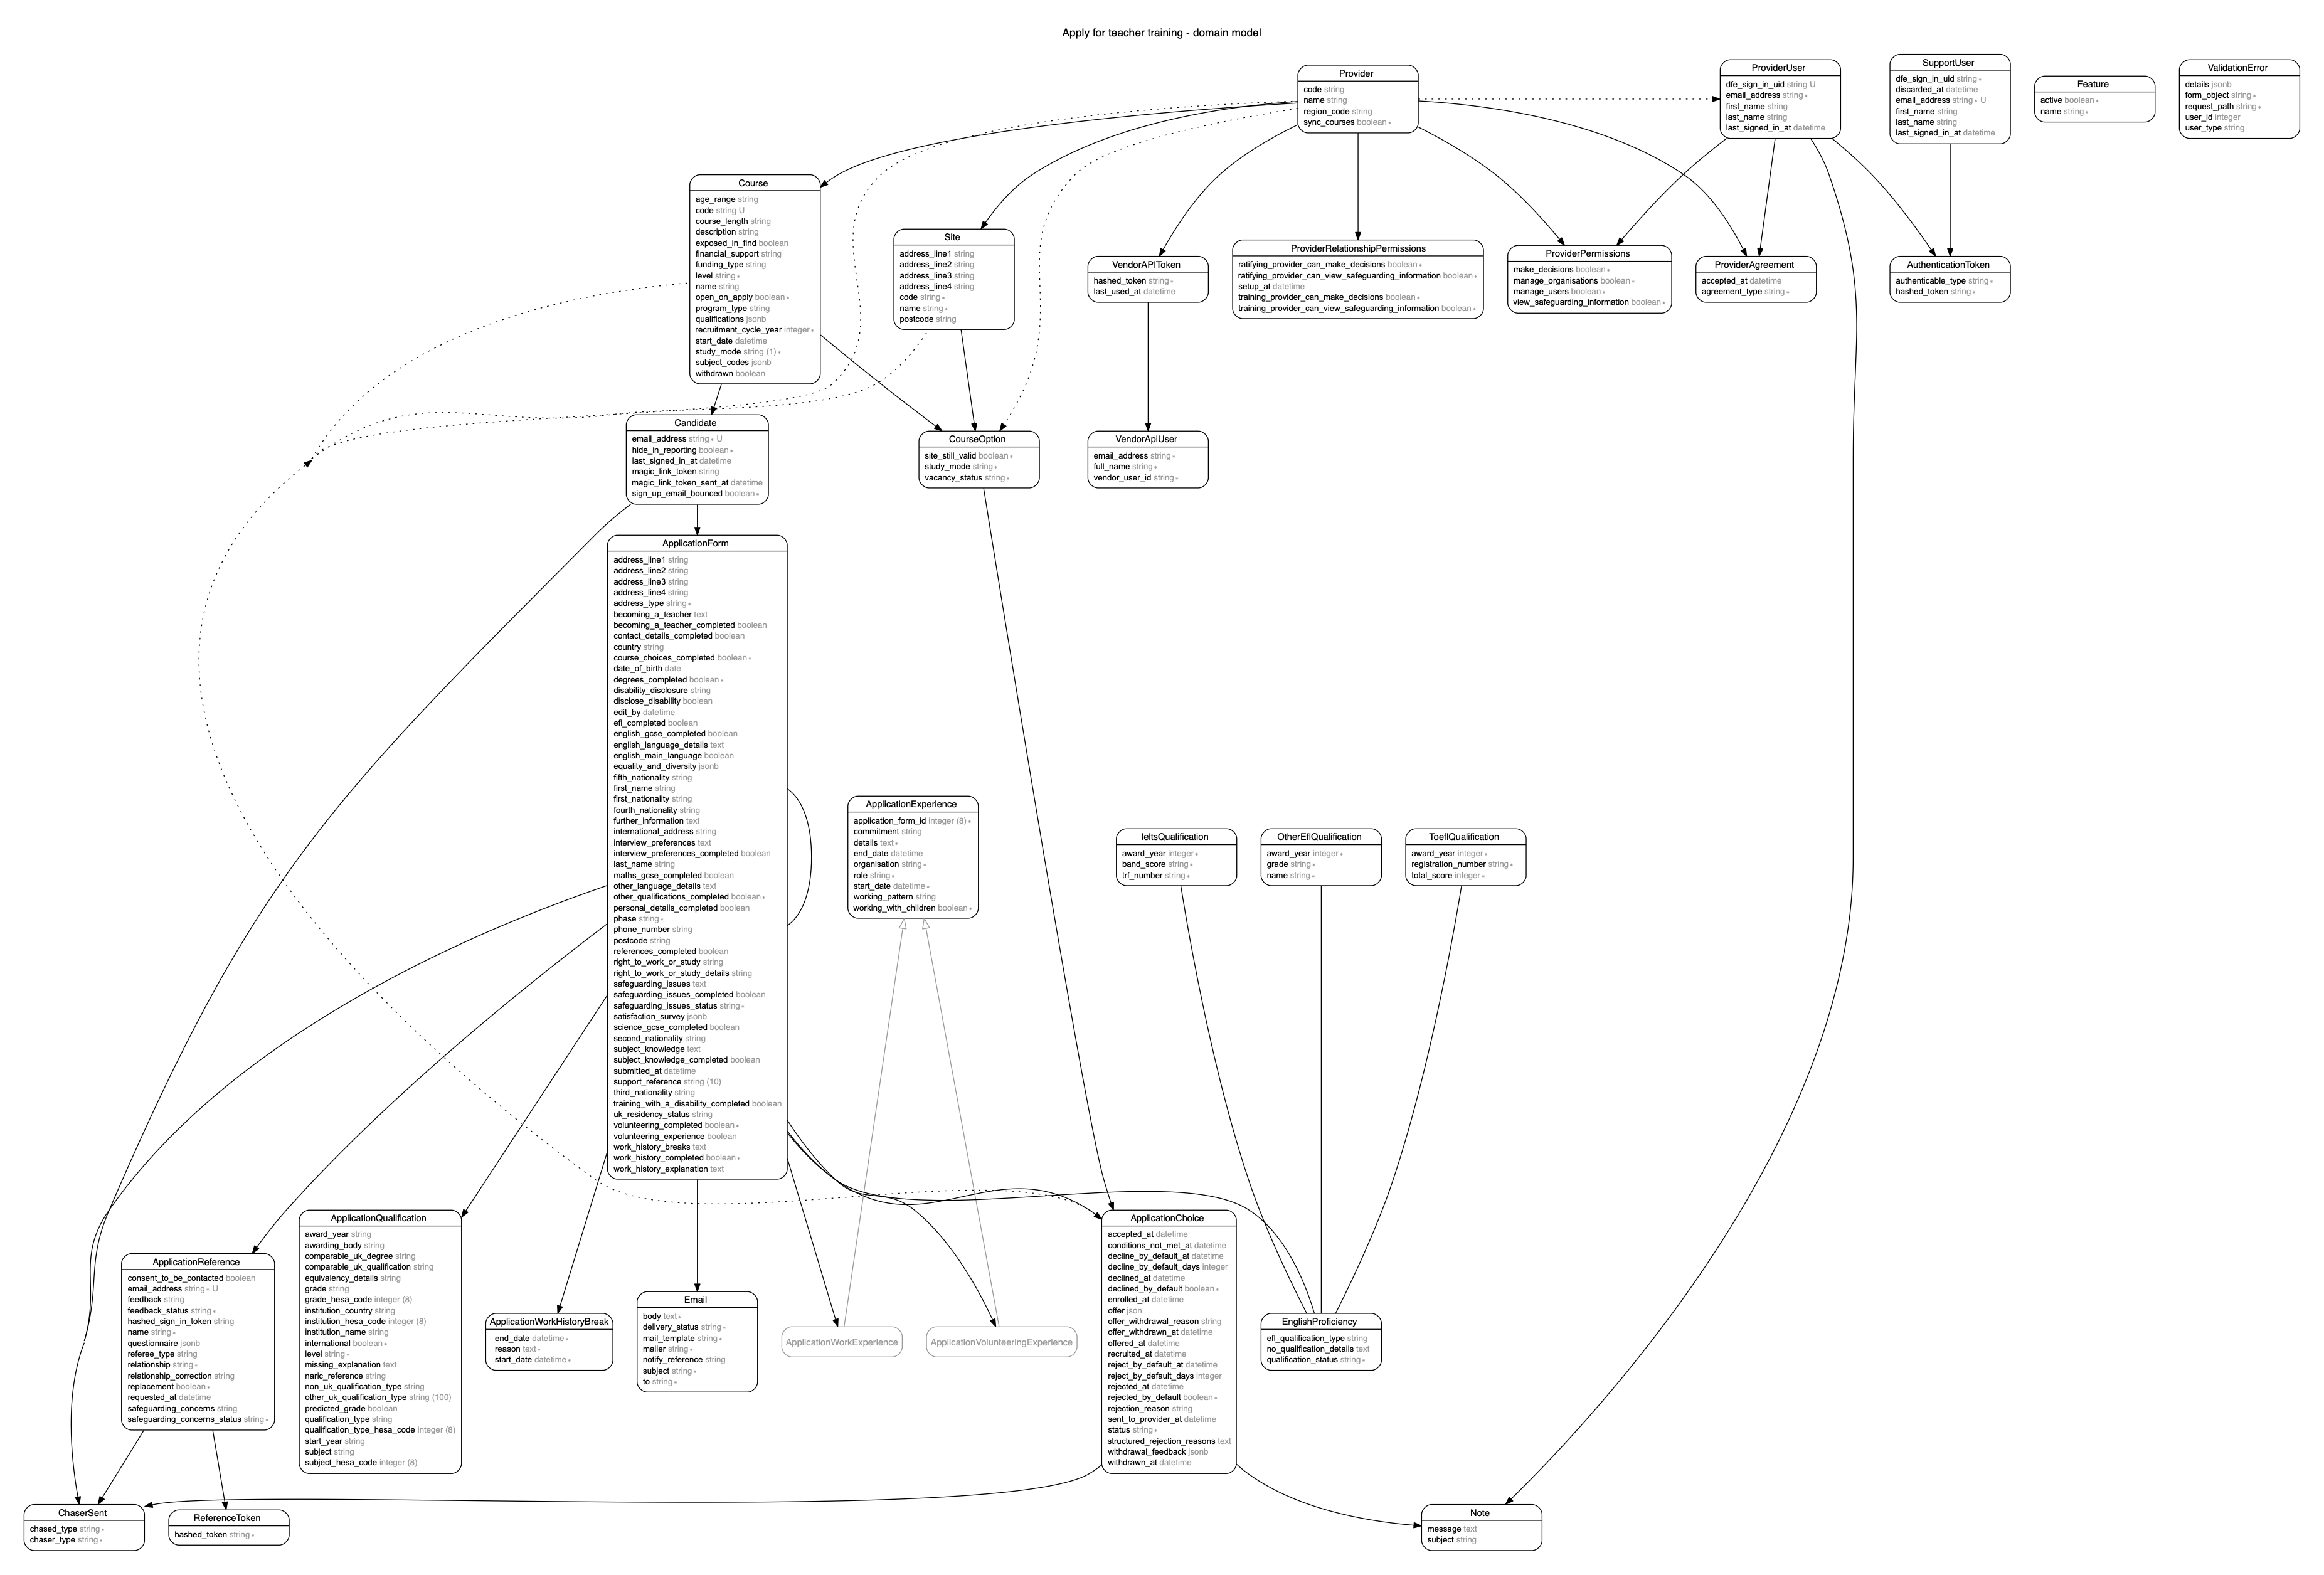 Apply for teacher training - domain model
Provider
code string
name string
region_code string
sync_courses boolean ∗
ProviderUser
dfe_sign_in_uid string U
email_address string ∗
first_name string
last_name string
last_signed_in_at datetime
SupportUser
dfe_sign_in_uid string ∗
discarded_at datetime
email_address string ∗ U
first_name string
last_name string
last_signed_in_at datetime
Feature
active boolean ∗
name string ∗
ValidationError
details jsonb
form_object string ∗
request_path string ∗
user_id integer
user_type string
Course
age_range string
code string U
course_length string
description string
exposed_in_find boolean
financial_support string
funding_type string
level string ∗
name string
open_on_apply boolean ∗
program_type string
qualifications jsonb
recruitment_cycle_year integer ∗
start_date datetime
study_mode string (1) ∗
subject_codes jsonb
withdrawn boolean
Site
address_line1 string
address_line2 string
address_line3 string
address_line4 string
code string ∗
name string ∗
postcode string
VendorAPIToken
hashed_token string ∗
last_used_at datetime
ProviderRelationshipPermissions
ratifying_provider_can_make_decisions boolean ∗
ratifying_provider_can_view_safeguarding_information boolean ∗
setup_at datetime
training_provider_can_make_decisions boolean ∗
training_provider_can_view_safeguarding_information boolean ∗
ProviderPermissions
make_decisions boolean ∗
manage_organisations boolean ∗
manage_users boolean ∗
view_safeguarding_information boolean ∗
ProviderAgreement
accepted_at datetime
agreement_type string ∗
AuthenticationToken
authenticable_type string ∗
hashed_token string ∗
Candidate
email_address string ∗ U
hide_in_reporting boolean ∗
last_signed_in_at datetime
magic_link_token string
magic_link_token_sent_at datetime
sign_up_email_bounced boolean ∗
CourseOption
site_still_valid boolean ∗
study_mode string ∗
vacancy_status string ∗
VendorApiUser
email_address string ∗
full_name string ∗
vendor_user_id string ∗
ApplicationForm
address_line1 string
address_line2 string
address_line3 string
address_line4 string
address_type string ∗
becoming_a_teacher text
becoming_a_teacher_completed boolean
contact_details_completed boolean
country string
course_choices_completed boolean ∗
date_of_birth date
degrees_completed boolean ∗
disability_disclosure string
disclose_disability boolean
edit_by datetime
efl_completed boolean
english_gcse_completed boolean
english_language_details text
english_main_language boolean
equality_and_diversity jsonb
fifth_nationality string
first_name string
first_nationality string
fourth_nationality string
further_information text
international_address string
interview_preferences text
interview_preferences_completed boolean
last_name string
maths_gcse_completed boolean
other_language_details text
other_qualifications_completed boolean ∗
personal_details_completed boolean
phase string ∗
phone_number string
postcode string
references_completed boolean
right_to_work_or_study string
right_to_work_or_study_details string
safeguarding_issues text
safeguarding_issues_completed boolean
safeguarding_issues_status string ∗
satisfaction_survey jsonb
science_gcse_completed boolean
second_nationality string
subject_knowledge text
subject_knowledge_completed boolean
submitted_at datetime
support_reference string (10)
third_nationality string
training_with_a_disability_completed boolean
uk_residency_status string
volunteering_completed boolean ∗
volunteering_experience boolean
work_history_breaks text
work_history_completed boolean ∗
work_history_explanation text
ApplicationExperience
application_form_id integer (8) ∗
commitment string
details text ∗
end_date datetime
organisation string ∗
role string ∗
start_date datetime ∗
working_pattern string
working_with_children boolean ∗
IeltsQualification
award_year integer ∗
band_score string ∗
trf_number string ∗
OtherEflQualification
award_year integer ∗
grade string ∗
name string ∗
ToeflQualification
award_year integer ∗
registration_number string ∗
total_score integer ∗
ApplicationReference
consent_to_be_contacted boolean
email_address string ∗ U
feedback string
feedback_status string ∗
hashed_sign_in_token string
name string ∗
questionnaire jsonb
referee_type string
relationship string ∗
relationship_correction string
replacement boolean ∗
requested_at datetime
safeguarding_concerns string
safeguarding_concerns_status string ∗
ApplicationQualification
award_year string
awarding_body string
comparable_uk_degree string
comparable_uk_qualification string
equivalency_details string
grade string
grade_hesa_code integer (8)
institution_country string
institution_hesa_code integer (8)
institution_name string
international boolean ∗
level string ∗
missing_explanation text
naric_reference string
non_uk_qualification_type string
other_uk_qualification_type string (100)
predicted_grade boolean
qualification_type string
qualification_type_hesa_code integer (8)
start_year string
subject string
subject_hesa_code integer (8)
ApplicationWorkHistoryBreak
end_date datetime ∗
reason text ∗
start_date datetime ∗
Email
body text ∗
delivery_status string ∗
mail_template string ∗
mailer string ∗
notify_reference string
subject string ∗
to string ∗
ApplicationWorkExperience
ApplicationVolunteeringExperience
ApplicationChoice
accepted_at datetime
conditions_not_met_at datetime
decline_by_default_at datetime
decline_by_default_days integer
declined_at datetime
declined_by_default boolean ∗
enrolled_at datetime
offer json
offer_withdrawal_reason string
offer_withdrawn_at datetime
offered_at datetime
recruited_at datetime
reject_by_default_at datetime
reject_by_default_days integer
rejected_at datetime
rejected_by_default boolean ∗
rejection_reason string
sent_to_provider_at datetime
status string ∗
structured_rejection_reasons text
withdrawal_feedback jsonb
withdrawn_at datetime
EnglishProficiency
efl_qualification_type string
no_qualification_details text
qualification_status string ∗
ChaserSent
chased_type string ∗
chaser_type string ∗
ReferenceToken
hashed_token string ∗
Note
message text
subject string